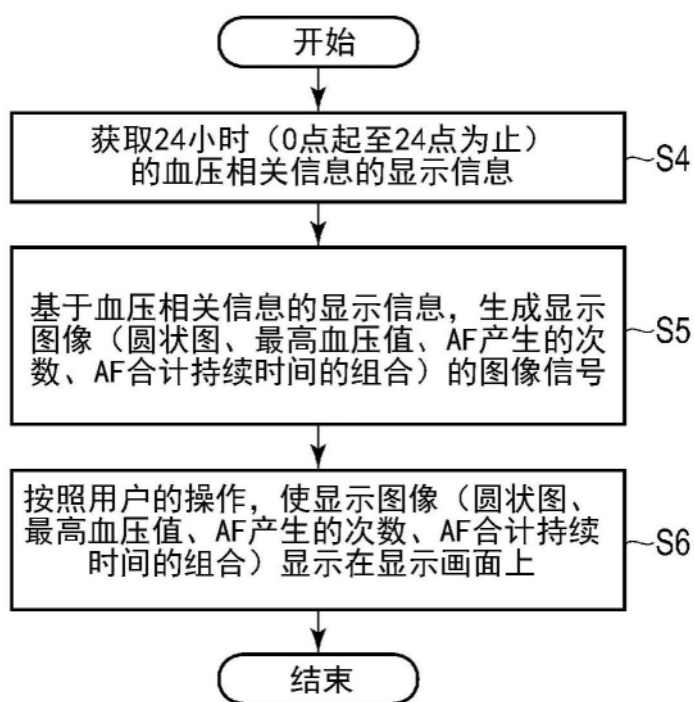 开始
获取24小时（0点起至24点为止）
的血压相关信息的显示信息
S4
基于血压相关信息的显示信息，生成显示
图像（圆状图、最高血压值、AF产生的次
数、AF合计持续时间的组合）的图像信号
S5
按照用户的操作，使显示图像（圆状图、
最高血压值、AF产生的次数、AF合计持续
时间的组合）显示在显示画面上
S6
结束